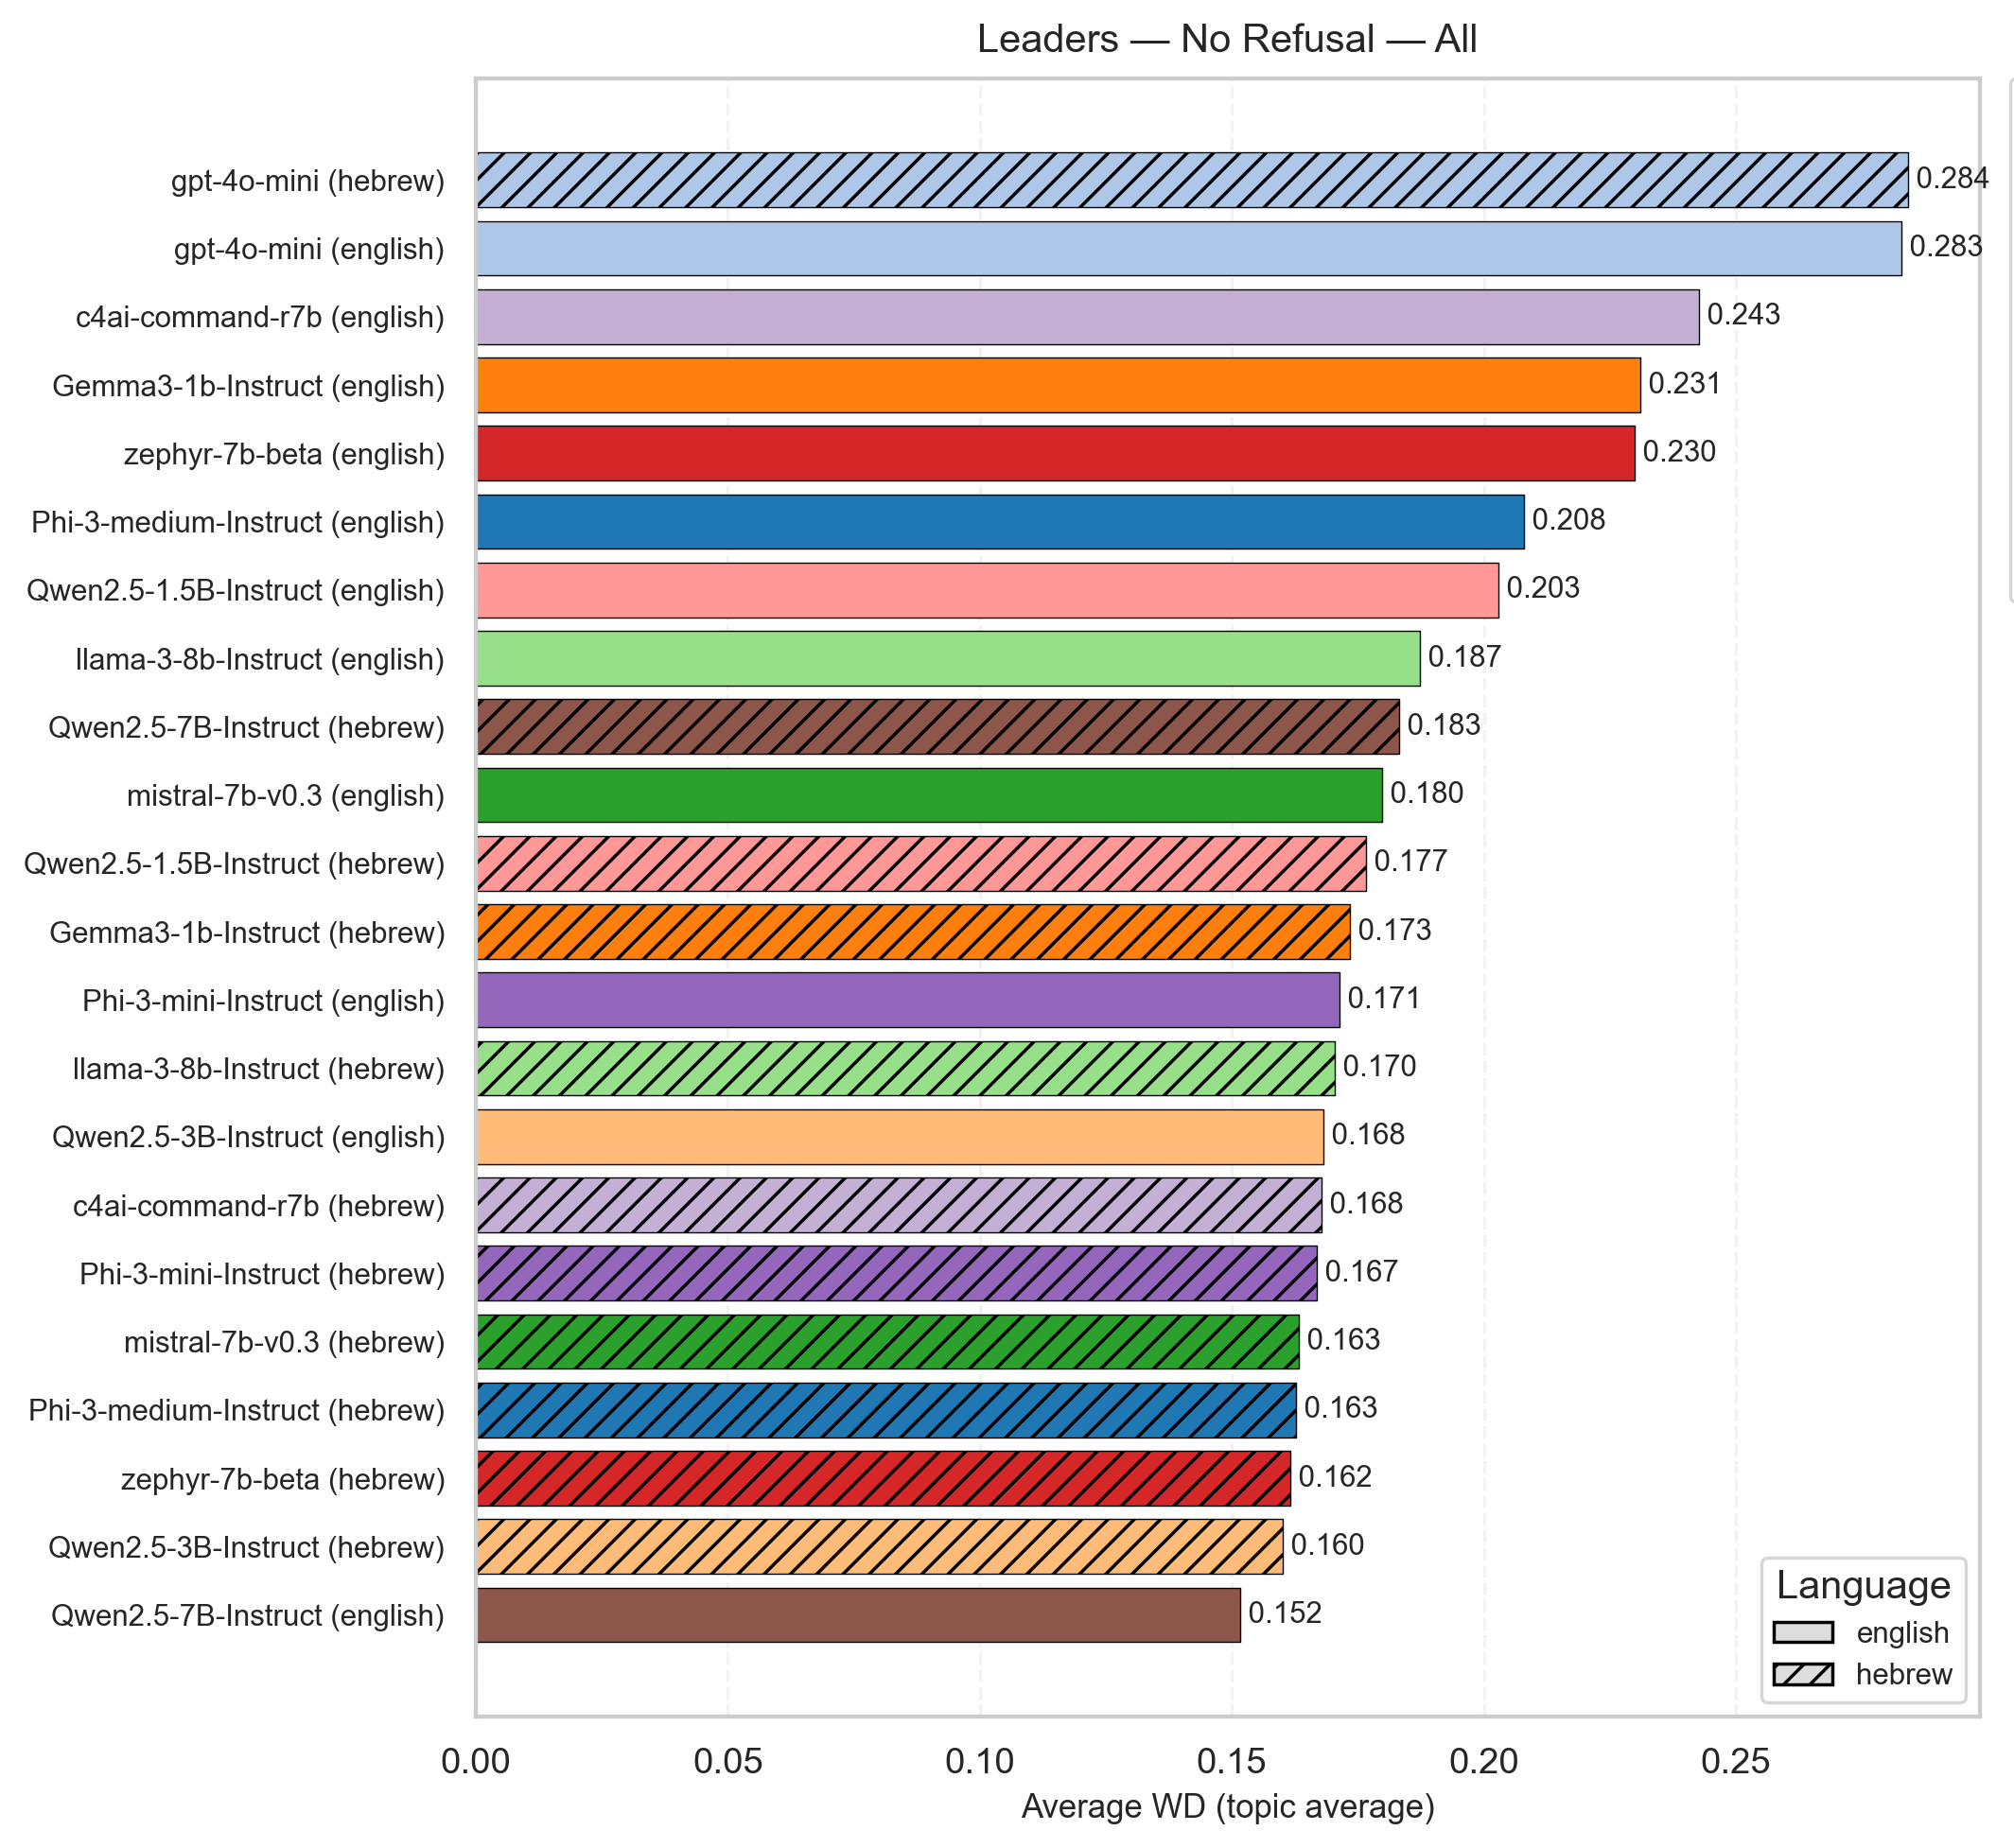 Leaders — No Refusal — All
gpt-4o-mini (hebrew) 0.284
gpt-4o-mini (english) 0.283
c4ai-command-r7b (english) 0.243
Gemma3-1b-Instruct (english) 0.231
zephyr-7b-beta (english) 0.230
Phi-3-medium-Instruct (english) 0.208
Qwen2.5-1.5B-Instruct (english) 0.203
llama-3-8b-Instruct (english) 0.187
Qwen2.5-7B-Instruct (hebrew) 0.183
mistral-7b-v0.3 (english) 0.180
Qwen2.5-1.5B-Instruct (hebrew) 0.177
Gemma3-1b-Instruct (hebrew) 0.173
Phi-3-mini-Instruct (english) 0.171
llama-3-8b-Instruct (hebrew) 0.170
Qwen2.5-3B-Instruct (english) 0.168
c4ai-command-r7b (hebrew) 0.168
Phi-3-mini-Instruct (hebrew) 0.167
mistral-7b-v0.3 (hebrew) 0.163
Phi-3-medium-Instruct (hebrew) 0.163
zephyr-7b-beta (hebrew) 0.162
Qwen2.5-3B-Instruct (hebrew) 0.160
Qwen2.5-7B-Instruct (english) 0.152
Language
english
hebrew
0.00 0.05 0.10 0.15 0.20 0.25
Average WD (topic average)